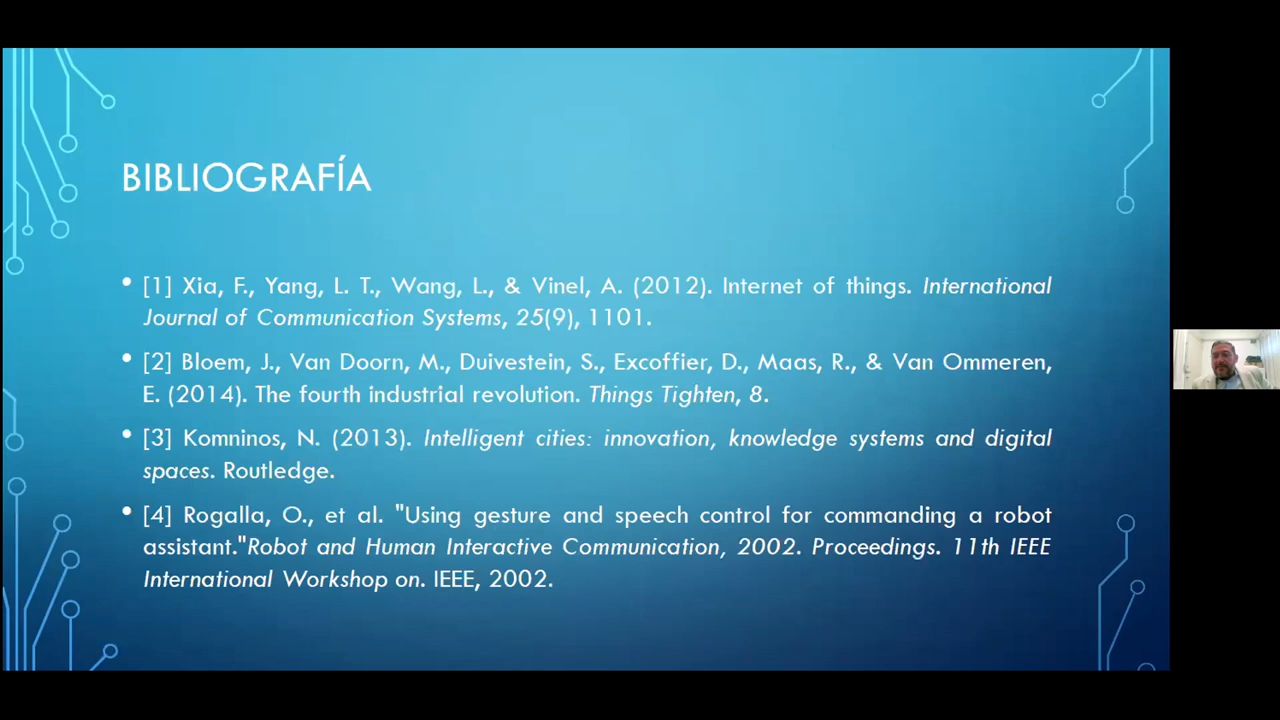 BIBLIOGRAFÍA
• [1] Xia, F., Yang, L. T., Wang, L., & Vinel, A. (2012). Internet of things. International
Journal of Communication Systems, 25(9), 1101.
• [2] Bloem, J., Van Doorn, M., Duivestein, S., Excoffier, D., Maas, R., & Van Ommeren,
E. (2014). The fourth industrial revolution. Things Tighten, 8.
• [3] Komninos, N. (2013). Intelligent cities: innovation, knowledge systems and digital
spaces. Routledge.
• [4] Rogalla, O., et al. "Using gesture and speech control for commanding a robot
assistant."Robot and Human Interactive Communication, 2002. Proceedings. 11th IEEE
International Workshop on. IEEE, 2002.